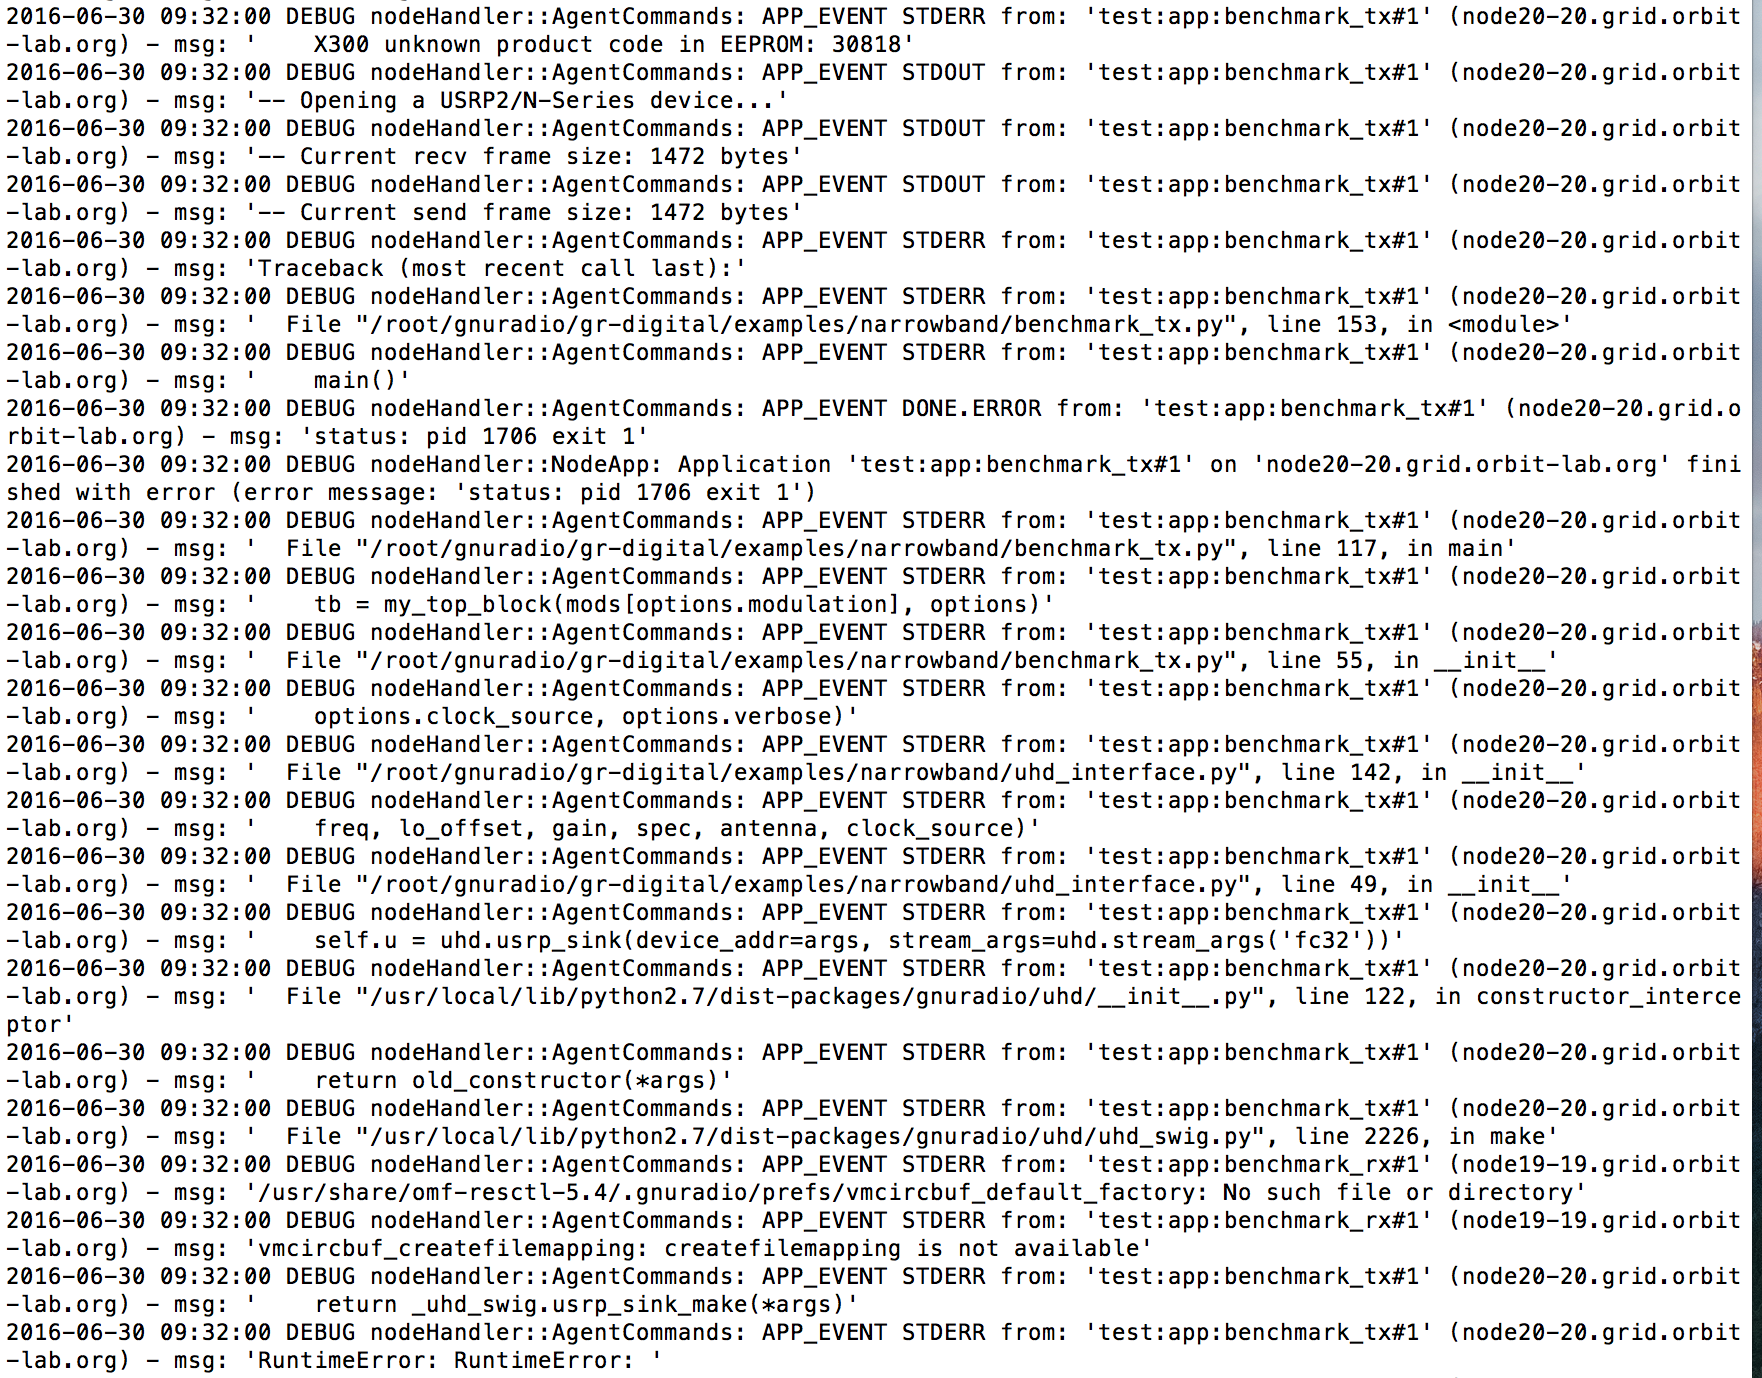 2016-06-30 09:32:00 DEBUG nodeHandler::AgentCommands: APP_EVENT STDERR from: 'test:app:benchmark_tx#1' (node20-20.grid.orbit
-lab.org) - msg: '    X300 unknown product code in EEPROM: 30818'
2016-06-30 09:32:00 DEBUG nodeHandler::AgentCommands: APP_EVENT STDOUT from: 'test:app:benchmark_tx#1' (node20-20.grid.orbit
-lab.org) - msg: '-- Opening a USRP2/N-Series device...'
2016-06-30 09:32:00 DEBUG nodeHandler::AgentCommands: APP_EVENT STDOUT from: 'test:app:benchmark_tx#1' (node20-20.grid.orbit
-lab.org) - msg: '-- Current recv frame size: 1472 bytes'
2016-06-30 09:32:00 DEBUG nodeHandler::AgentCommands: APP_EVENT STDOUT from: 'test:app:benchmark_tx#1' (node20-20.grid.orbit
-lab.org) - msg: '-- Current send frame size: 1472 bytes'
2016-06-30 09:32:00 DEBUG nodeHandler::AgentCommands: APP_EVENT STDERR from: 'test:app:benchmark_tx#1' (node20-20.grid.orbit
-lab.org) - msg: 'Traceback (most recent call last):'
2016-06-30 09:32:00 DEBUG nodeHandler::AgentCommands: APP_EVENT STDERR from: 'test:app:benchmark_tx#1' (node20-20.grid.orbit
-lab.org) - msg: '  File "/root/gnuradio/gr-digital/examples/narrowband/benchmark_tx.py", line 153, in <module>'
2016-06-30 09:32:00 DEBUG nodeHandler::AgentCommands: APP_EVENT STDERR from: 'test:app:benchmark_tx#1' (node20-20.grid.orbit
-lab.org) - msg: '    main()'
2016-06-30 09:32:00 DEBUG nodeHandler::AgentCommands: APP_EVENT DONE.ERROR from: 'test:app:benchmark_tx#1' (node20-20.grid.o
rbit-lab.org) - msg: 'status: pid 1706 exit 1'
2016-06-30 09:32:00 DEBUG nodeHandler::NodeApp: Application 'test:app:benchmark_tx#1' on 'node20-20.grid.orbit-lab.org' fini
shed with error (error message: 'status: pid 1706 exit 1')
2016-06-30 09:32:00 DEBUG nodeHandler::AgentCommands: APP_EVENT STDERR from: 'test:app:benchmark_tx#1' (node20-20.grid.orbit
-lab.org) - msg: '  File "/root/gnuradio/gr-digital/examples/narrowband/benchmark_tx.py", line 117, in main'
2016-06-30 09:32:00 DEBUG nodeHandler::AgentCommands: APP_EVENT STDERR from: 'test:app:benchmark_tx#1' (node20-20.grid.orbit
-lab.org) - msg: '    tb = my_top_block(mods[options.modulation], options)'
2016-06-30 09:32:00 DEBUG nodeHandler::AgentCommands: APP_EVENT STDERR from: 'test:app:benchmark_tx#1' (node20-20.grid.orbit
-lab.org) - msg: '  File "/root/gnuradio/gr-digital/examples/narrowband/benchmark_tx.py", line 55, in __init__'
2016-06-30 09:32:00 DEBUG nodeHandler::AgentCommands: APP_EVENT STDERR from: 'test:app:benchmark_tx#1' (node20-20.grid.orbit
-lab.org) - msg: '    options.clock_source, options.verbose)'
2016-06-30 09:32:00 DEBUG nodeHandler::AgentCommands: APP_EVENT STDERR from: 'test:app:benchmark_tx#1' (node20-20.grid.orbit
-lab.org) - msg: '  File "/root/gnuradio/gr-digital/examples/narrowband/uhd_interface.py", line 142, in __init__'
2016-06-30 09:32:00 DEBUG nodeHandler::AgentCommands: APP_EVENT STDERR from: 'test:app:benchmark_tx#1' (node20-20.grid.orbit
-lab.org) - msg: '    freq, lo_offset, gain, spec, antenna, clock_source)'
2016-06-30 09:32:00 DEBUG nodeHandler::AgentCommands: APP_EVENT STDERR from: 'test:app:benchmark_tx#1' (node20-20.grid.orbit
-lab.org) - msg: '  File "/root/gnuradio/gr-digital/examples/narrowband/uhd_interface.py", line 49, in __init__'
2016-06-30 09:32:00 DEBUG nodeHandler::AgentCommands: APP_EVENT STDERR from: 'test:app:benchmark_tx#1' (node20-20.grid.orbit
-lab.org) - msg: '    self.u = uhd.usrp_sink(device_addr=args, stream_args=uhd.stream_args('fc32'))'
2016-06-30 09:32:00 DEBUG nodeHandler::AgentCommands: APP_EVENT STDERR from: 'test:app:benchmark_tx#1' (node20-20.grid.orbit
-lab.org) - msg: '  File "/usr/local/lib/python2.7/dist-packages/gnuradio/uhd/__init__.py", line 122, in constructor_interce
ptor'
2016-06-30 09:32:00 DEBUG nodeHandler::AgentCommands: APP_EVENT STDERR from: 'test:app:benchmark_tx#1' (node20-20.grid.orbit
-lab.org) - msg: '    return old_constructor(*args)'
2016-06-30 09:32:00 DEBUG nodeHandler::AgentCommands: APP_EVENT STDERR from: 'test:app:benchmark_tx#1' (node20-20.grid.orbit
-lab.org) - msg: '  File "/usr/local/lib/python2.7/dist-packages/gnuradio/uhd/uhd_swig.py", line 2226, in make'
2016-06-30 09:32:00 DEBUG nodeHandler::AgentCommands: APP_EVENT STDERR from: 'test:app:benchmark_rx#1' (node19-19.grid.orbit
-lab.org) - msg: '/usr/share/omf-resctl-5.4/.gnuradio/prefs/vmcircbuf_default_factory: No such file or directory'
2016-06-30 09:32:00 DEBUG nodeHandler::AgentCommands: APP_EVENT STDERR from: 'test:app:benchmark_rx#1' (node19-19.grid.orbit
-lab.org) - msg: 'vmcircbuf_createfilemapping: createfilemapping is not available'
2016-06-30 09:32:00 DEBUG nodeHandler::AgentCommands: APP_EVENT STDERR from: 'test:app:benchmark_tx#1' (node20-20.grid.orbit
-lab.org) - msg: '    return _uhd_swig.usrp_sink_make(*args)'
2016-06-30 09:32:00 DEBUG nodeHandler::AgentCommands: APP_EVENT STDERR from: 'test:app:benchmark_tx#1' (node20-20.grid.orbit
-lab.org) - msg: 'RuntimeError: RuntimeError: '